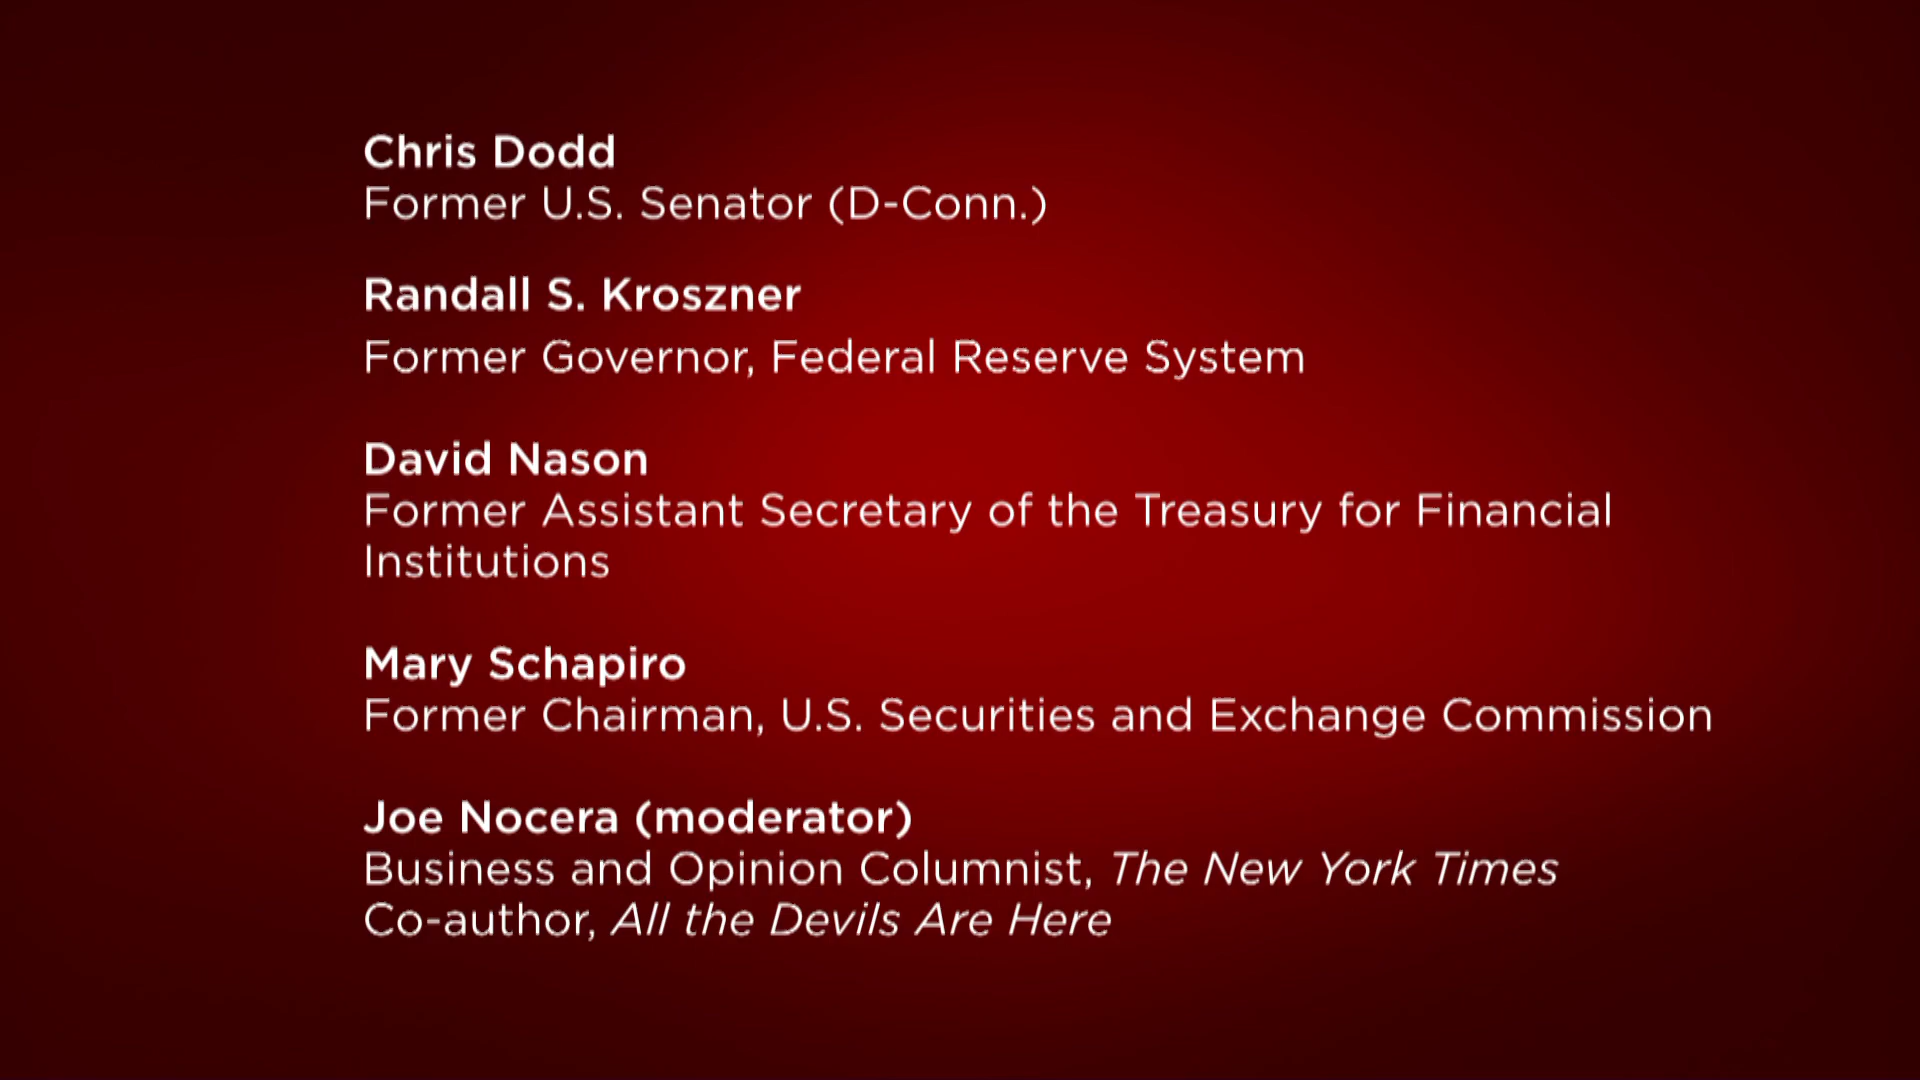 Chris Dodd
Former U.S. Senator (D-Conn.)
Randall S. Kroszner
Former Governor, Federal Reserve System
David Nason
Former Assistant Secretary of the Treasury for Financial
Institutions
Mary Schapiro
Former Chairman, U.S. Securities and Exchange Commission
Joe Nocera (moderator)
Business and Opinion Columnist, The New York Times
Co-author, All the Devils Are Here